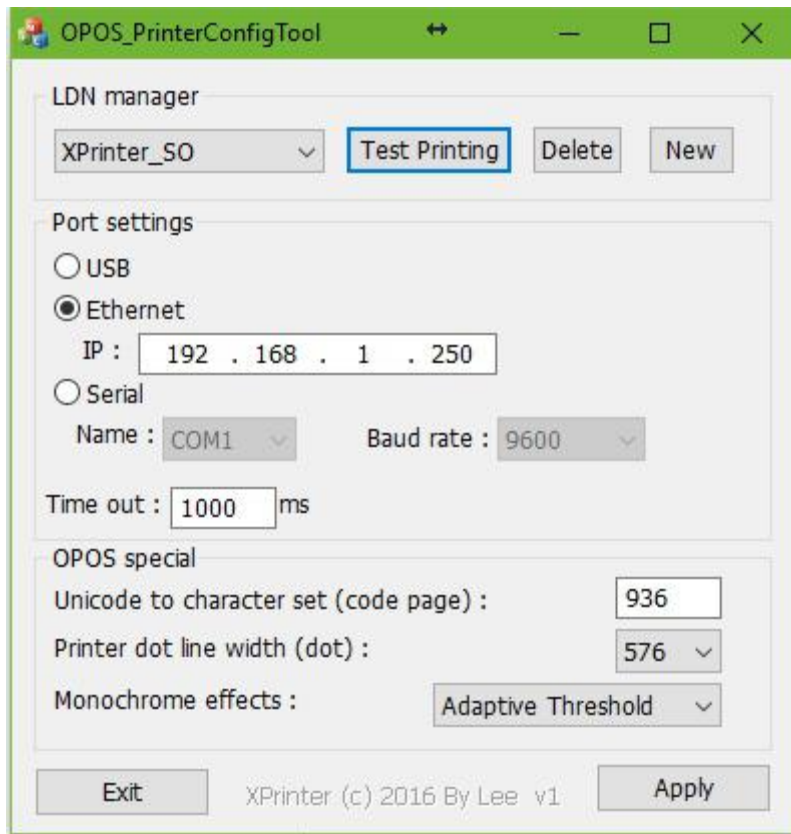 OPOS_PrinterConfigTool
LDN manager
XPrinter_SO Test Printing Delete New
Port settings
USB
Ethernet
IP : 192 . 168 . 1 . 250
Serial
Name : COM1 Baud rate : 9600
Time out : 1000 ms
OPOS special
Unicode to character set (code page) : 936
Printer dot line width (dot) : 576
Monochrome effects : Adaptive Threshold
Exit XPrinter (c) 2016 By Lee v1 Apply